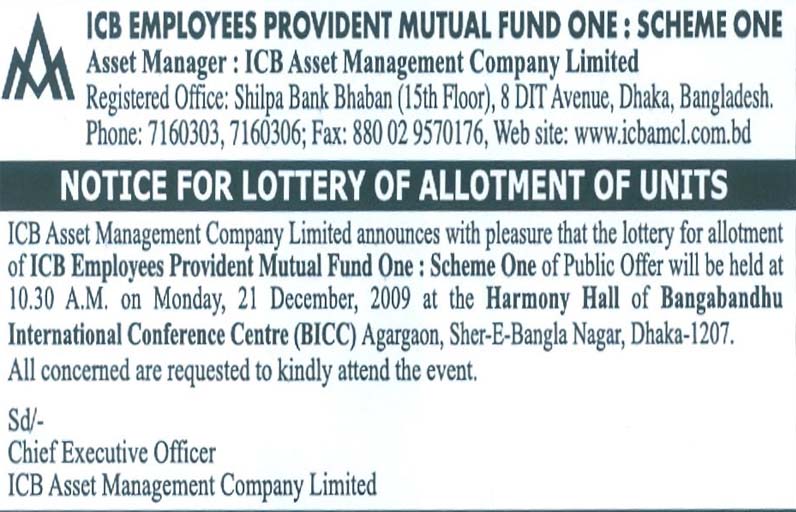 ICB EMPLOYEES PROVIDENT MUTUAL FUND ONE : SCHEME ONE
Asset Manager : ICB Asset Management Company Limited
Registered Office: Shilpa Bank Bhaban (15th Floor), 8 DIT Avenue, Dhaka, Bangladesh.
Phone: 7160303, 7160306; Fax: 880 02 9570176, Web site: www.icbamcl.com.bd
NOTICE FOR LOTTERY OF ALLOTMENT OF UNITS
ICB Asset Management Company Limited announces with pleasure that the lottery for allotment
of ICB Employees Provident Mutual Fund One : Scheme One of Public Offer will be held at
10.30 A.M. on Monday, 21 December, 2009 at the Harmony Hall of Bangabandhu
International Conference Centre (BICC) Agargaon, Sher-E-Bangla Nagar, Dhaka-1207.
All concerned are requested to kindly attend the event.
Sd/-
Chief Executive Officer
ICB Asset Management Company Limited